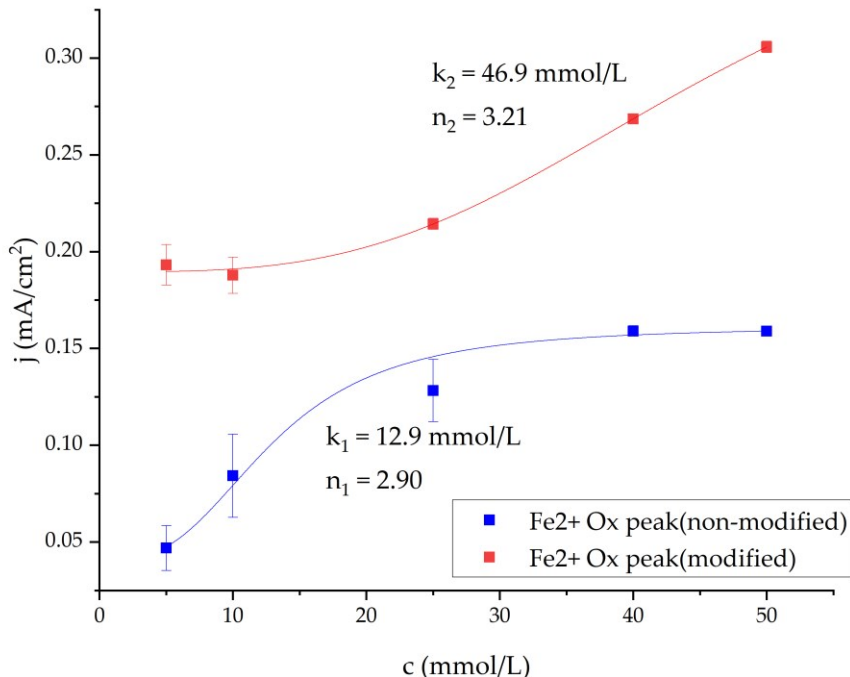 k₂ = 46.9 mmol/L
n₂ = 3.21
k₁ = 12.9 mmol/L
n₁ = 2.90
Fe2+ Ox peak(non-modified)
Fe2+ Ox peak(modified)
j (mA/cm²)
0.30
0.25
0.20
0.15
0.10
0.05
0 10 20 30 40 50
c (mmol/L)